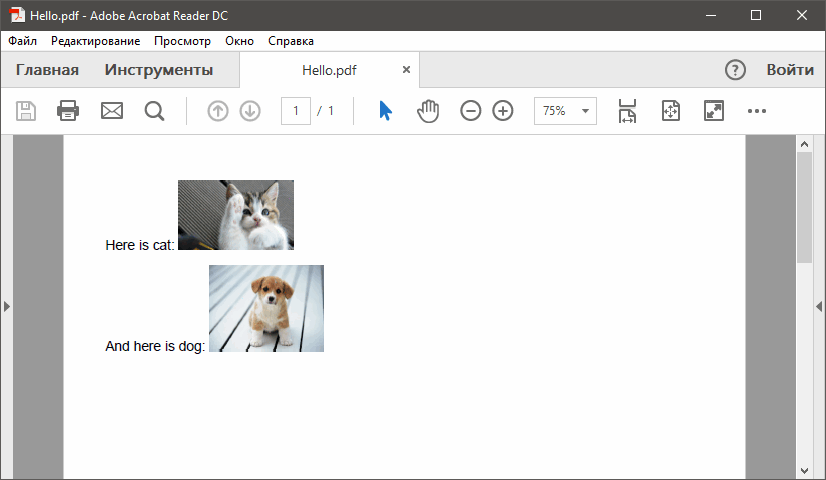 Hello.pdf - Adobe Acrobat Reader DC
Файл Редактирование Просмотр Окно Справка
Главная Инструменты Hello.pdf × ? Войти
1 / 1 75%
Here is cat:
And here is dog: